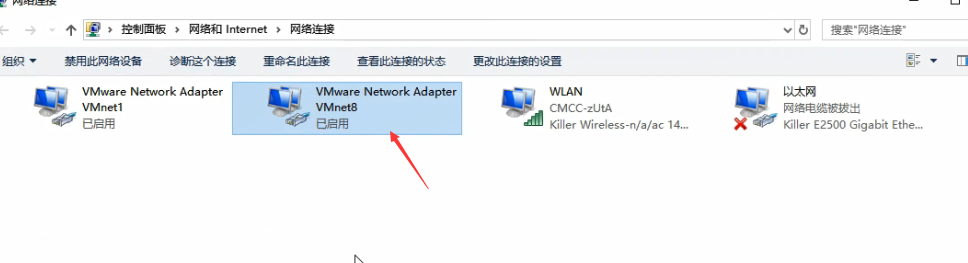 网络连接
控制面板 网络和 Internet 网络连接
搜索"网络连接"
组织 禁用此网络设备 诊断这个连接 重命名此连接 查看此连接的状态 更改此连接的设置
VMware Network Adapter
VMnet1
已启用
VMware Network Adapter
VMnet8
已启用
WLAN
CMCC-zUtA
Killer Wireless-n/a/ac 14...
以太网
网络电缆被拔出
Killer E2500 Gigabit Ethe...